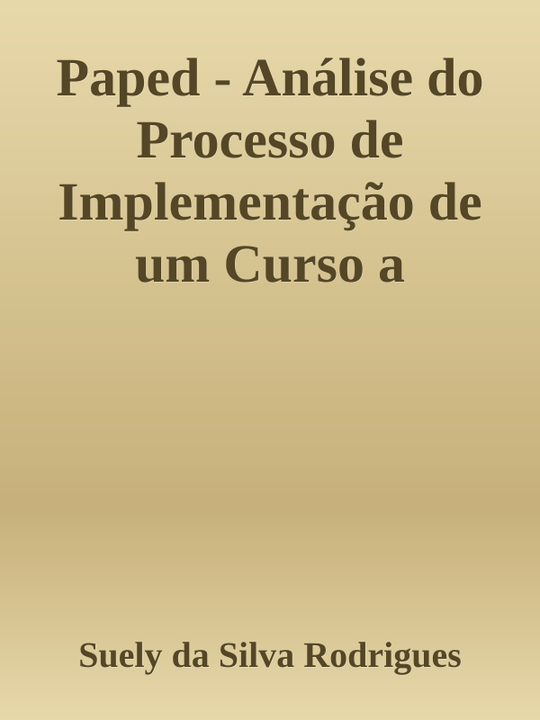 Paped - Análise do
Processo de
Implementação de
um Curso a
Suely da Silva Rodrigues